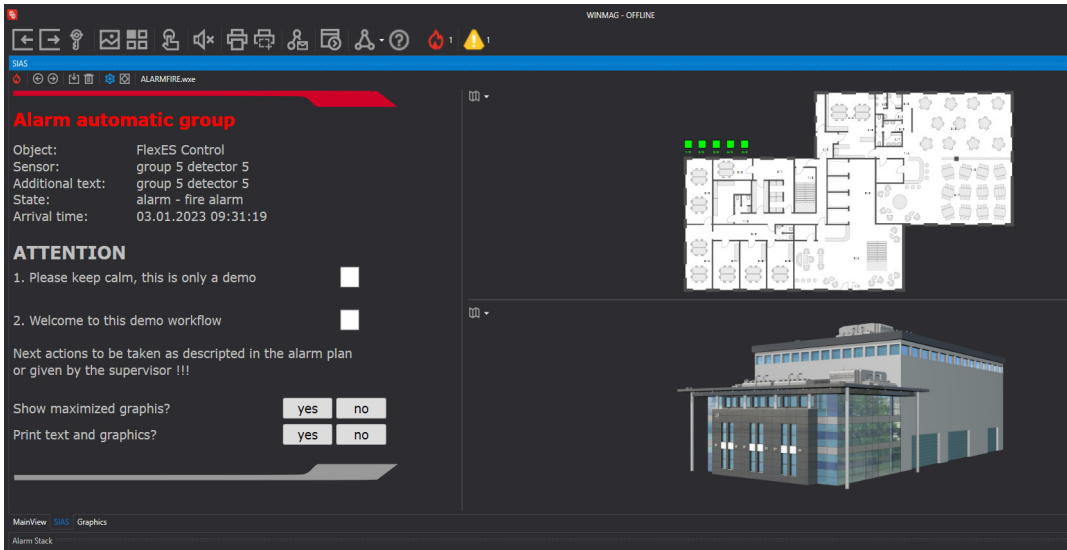 WINMAG - OFFLINE
1
1
SIAS
ALARMFIRE.wxe
Alarm automatic group
Object: FlexES Control
Sensor: group 5 detector 5
Additional text: group 5 detector 5
State: alarm - fire alarm
Arrival time: 03.01.2023 09:31:19
ATTENTION
1. Please keep calm, this is only a demo
2. Welcome to this demo workflow
Next actions to be taken as descripted in the alarm plan
or given by the supervisor !!!
Show maximized graphis? yes no
Print text and graphics? yes no
MainView SIAS Graphics
Alarm Stack